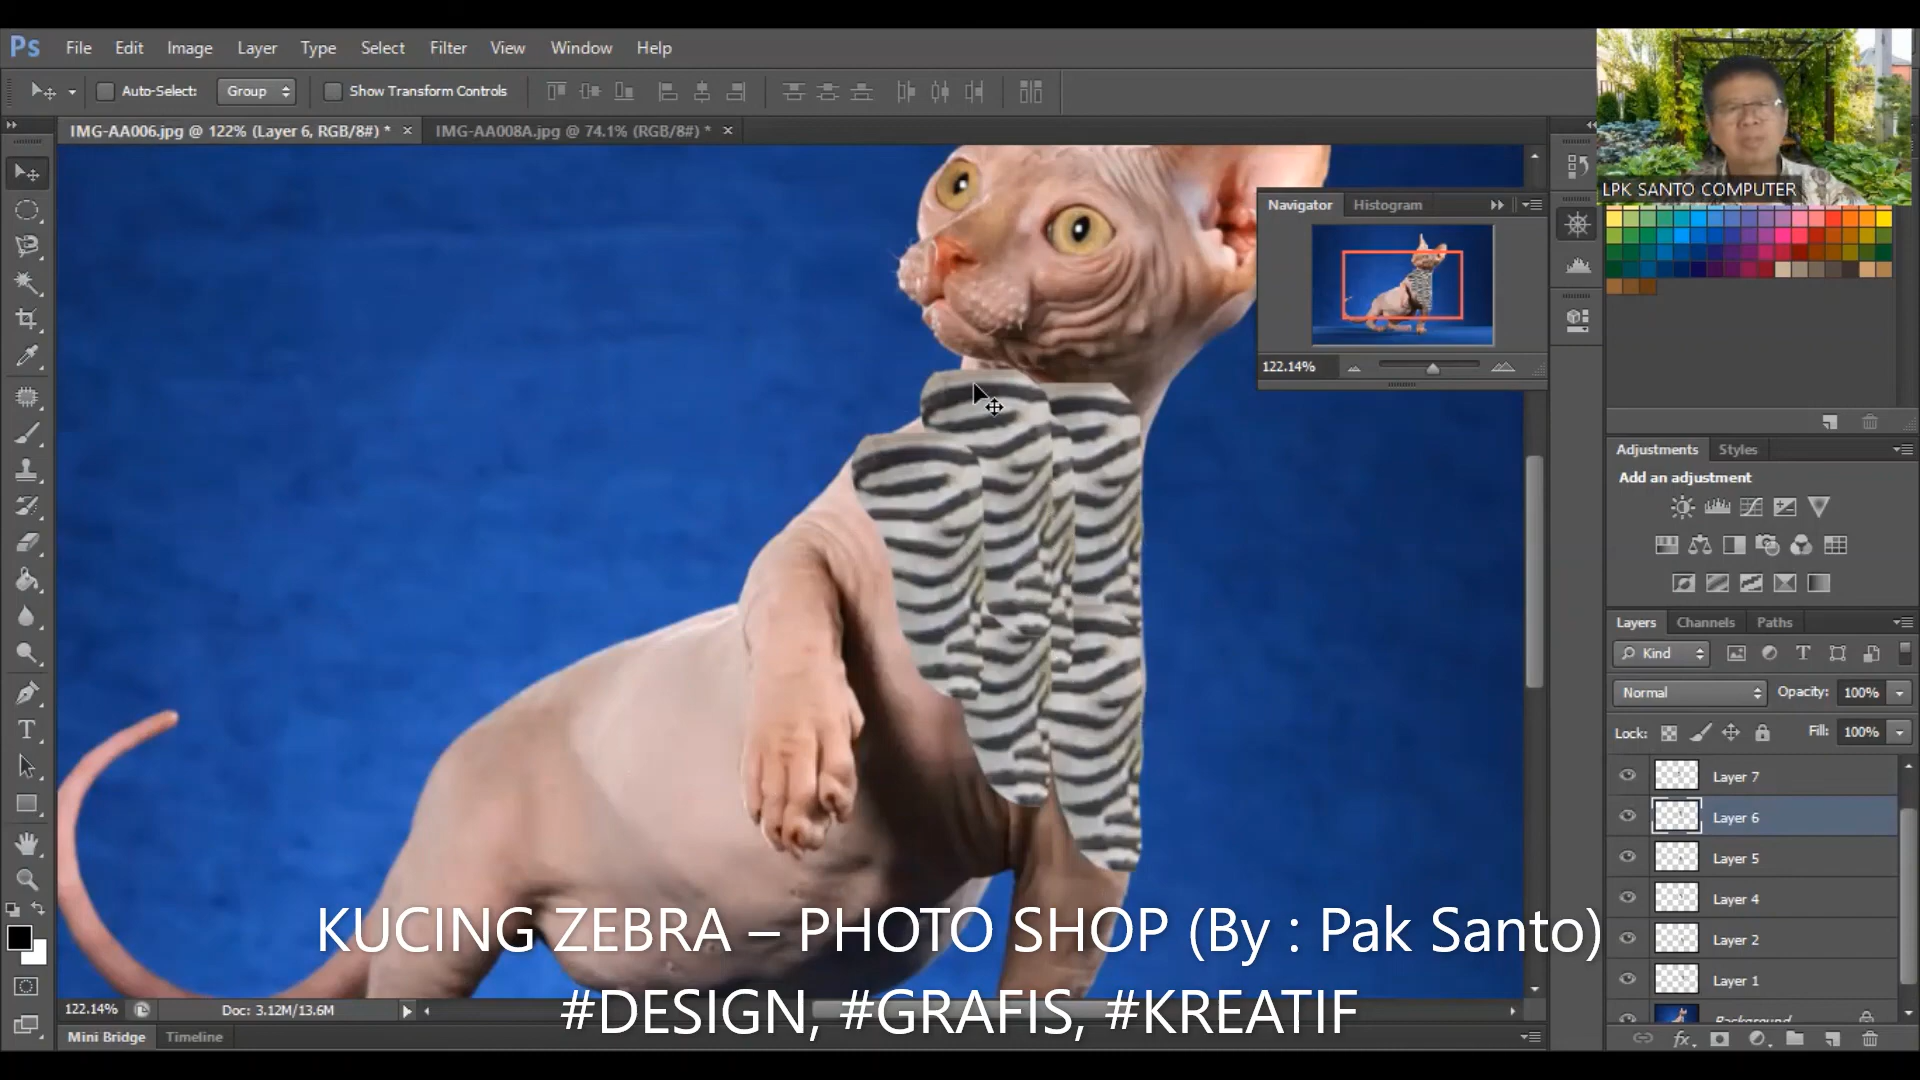 Ps File Edit Image Layer Type Select Filter View Window Help
Auto-Select: Group Show Transform Controls
IMG-AA006.jpg @ 122% (Layer 6, RGB/8#) * × IMG-AA008A.jpg @ 74.1% (RGB/8#) * ×
LPK SANTO COMPUTER
Navigator Histogram
122.14%
Adjustments Styles
Add an adjustment
Layers Channels Paths
Kind
Normal Opacity: 100%
Lock: Fill: 100%
Layer 7
Layer 6
Layer 5
Layer 4
Layer 2
Layer 1
Background
KUCING ZEBRA – PHOTO SHOP (By : Pak Santo)
#DESIGN, #GRAFIS, #KREATIF
122.14% Doc: 3.12M/13.6M
Mini Bridge Timeline